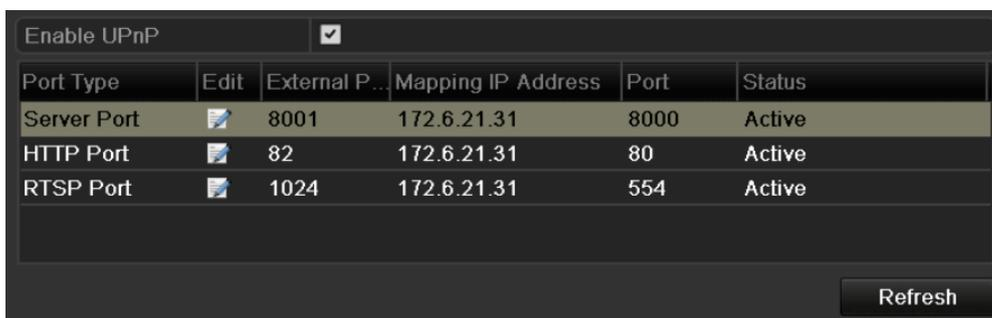 Enable UPnP
Port Type Edit External P... Mapping IP Address Port Status
Server Port 8001 172.6.21.31 8000 Active
HTTP Port 82 172.6.21.31 80 Active
RTSP Port 1024 172.6.21.31 554 Active
Refresh